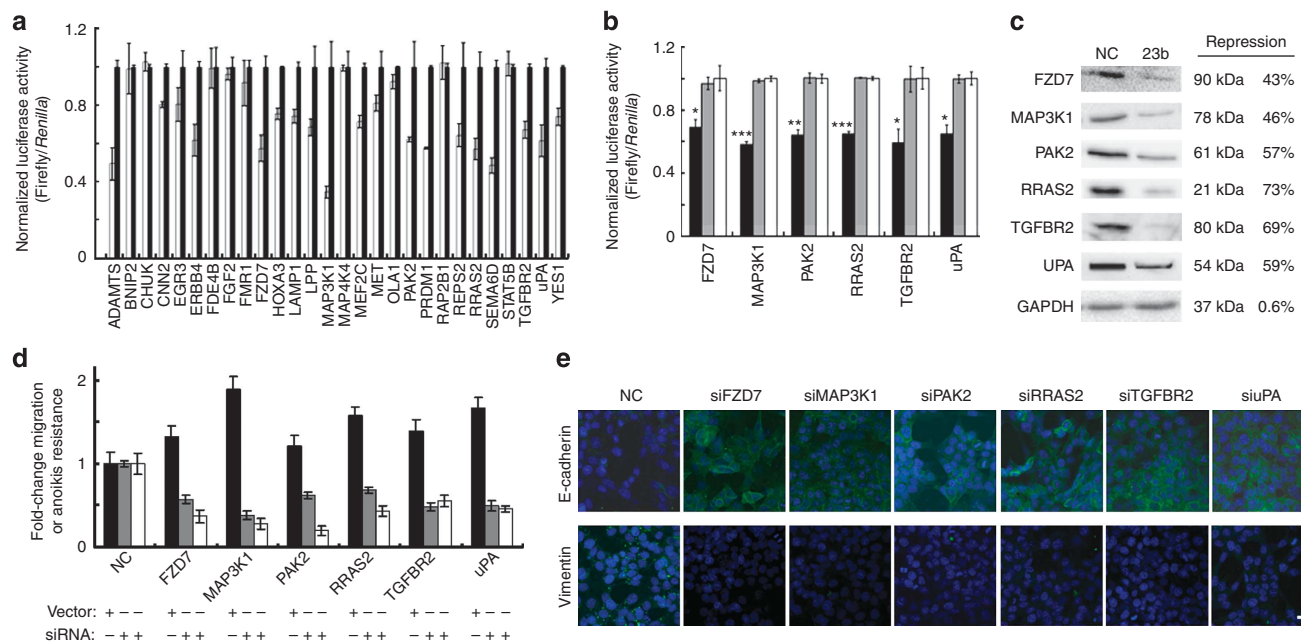 a
Normalized luciferase activity
(Firefly/Renilla)
1.2
1.0
0.8
0.4
0
ADAMTS
BNIP2
CHUK
CNN2
EGR3
ERBB4
FDE4B
FGF2
FMR1
FZD7
HOXA3
LAMP1
LPP
MAP3K1
MAP4K4
MEF2C
MET
OLA1
PAK2
PRDM1
RAP2B1
REPS2
RRAS2
SEMA6D
STAT5B
TGFBR2
uPA
YES1
b
Normalized luciferase activity
(Firefly/Renilla)
1.2
1.0
0.8
0.4
0
* *** ** *** * *
FZD7
MAP3K1
PAK2
RRAS2
TGFBR2
uPA
c
NC 23b Repression
FZD7 90 kDa 43%
MAP3K1 78 kDa 46%
PAK2 61 kDa 57%
RRAS2 21 kDa 73%
TGFBR2 80 kDa 69%
UPA 54 kDa 59%
GAPDH 37 kDa 0.6%
d
Fold-change migration
or anoikis resistance
2
1
0
NC
FZD7
MAP3K1
PAK2
RRAS2
TGFBR2
uPA
Vector: + − − + − − + − − + − − + − − + − − + − −
siRNA: − + + − + + − + + − + + − + + − + + − + +
e
NC siFZD7 siMAP3K1 siPAK2 siRRAS2 siTGFBR2 siuPA
E-cadherin
Vimentin